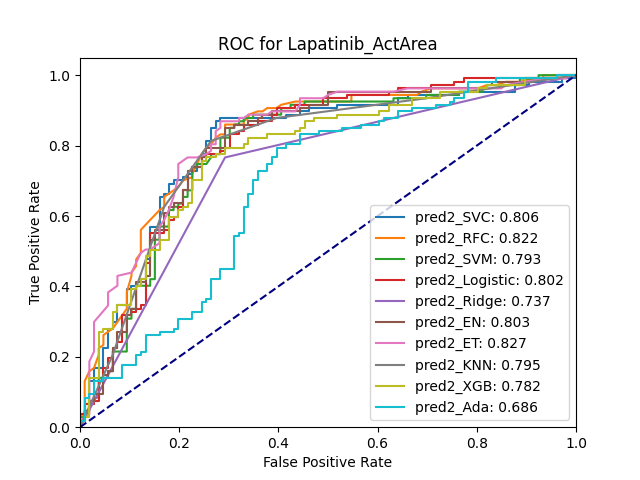 ROC for Lapatinib_ActArea
1.0
0.8
0.6
0.4
0.2
0.0
True Positive Rate
pred2_SVC: 0.806
pred2_RFC: 0.822
pred2_SVM: 0.793
pred2_Logistic: 0.802
pred2_Ridge: 0.737
pred2_EN: 0.803
pred2_ET: 0.827
pred2_KNN: 0.795
pred2_XGB: 0.782
pred2_Ada: 0.686
0.0 0.2 0.4 0.6 0.8 1.0
False Positive Rate